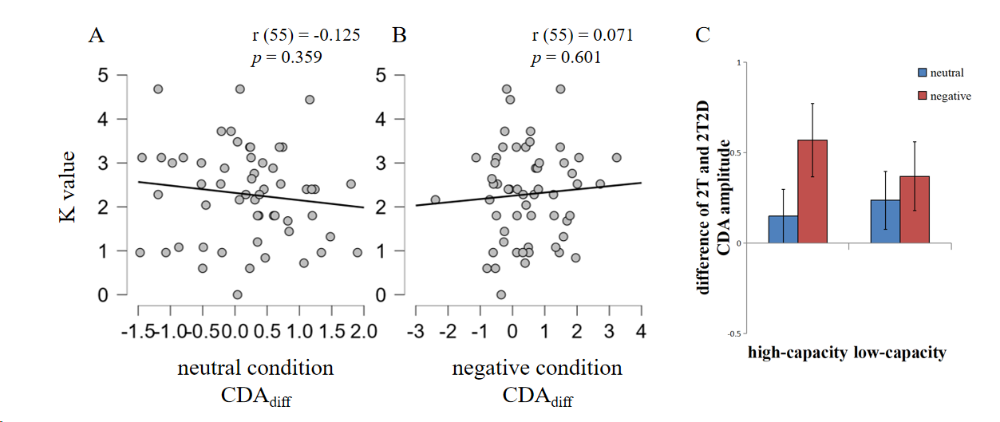 A
r (55) = -0.125
p = 0.359
5
4
3
2
1
0
K value
-1.5-1.0-0.50.0 0.5 1.0 1.5 2.0
neutral condition
CDAdiff
B
r (55) = 0.071
p = 0.601
5
4
3
2
1
0
-3 -2 -1 0 1 2 3 4
negative condition
CDAdiff
C
neutral
negative
1
0.5
0
-0.5
difference of 2T and 2T2D
CDA amplitude
high-capacity low-capacity